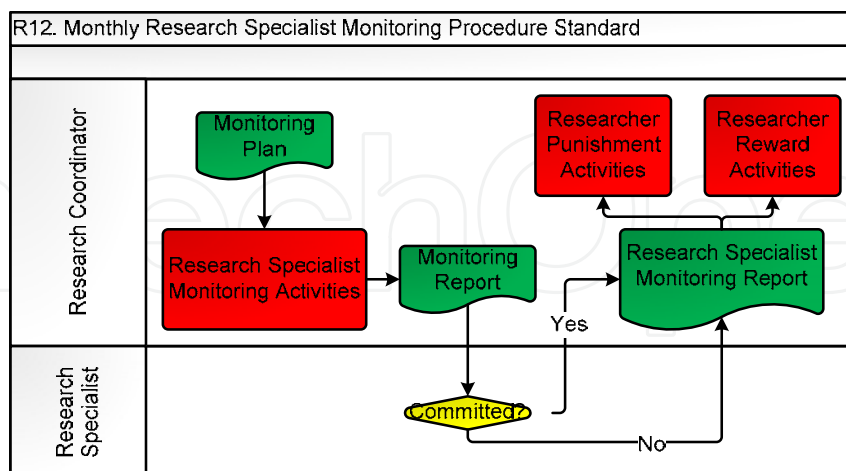 R12. Monthly Research Specialist Monitoring Procedure Standard
Research Coordinator
Monitoring
Plan
Research Specialist
Monitoring Activities
Monitoring
Report
Researcher
Punishment
Activities
Researcher
Reward
Activities
Research Specialist
Monitoring Report
Yes
Research
Specialist
Committed?
No